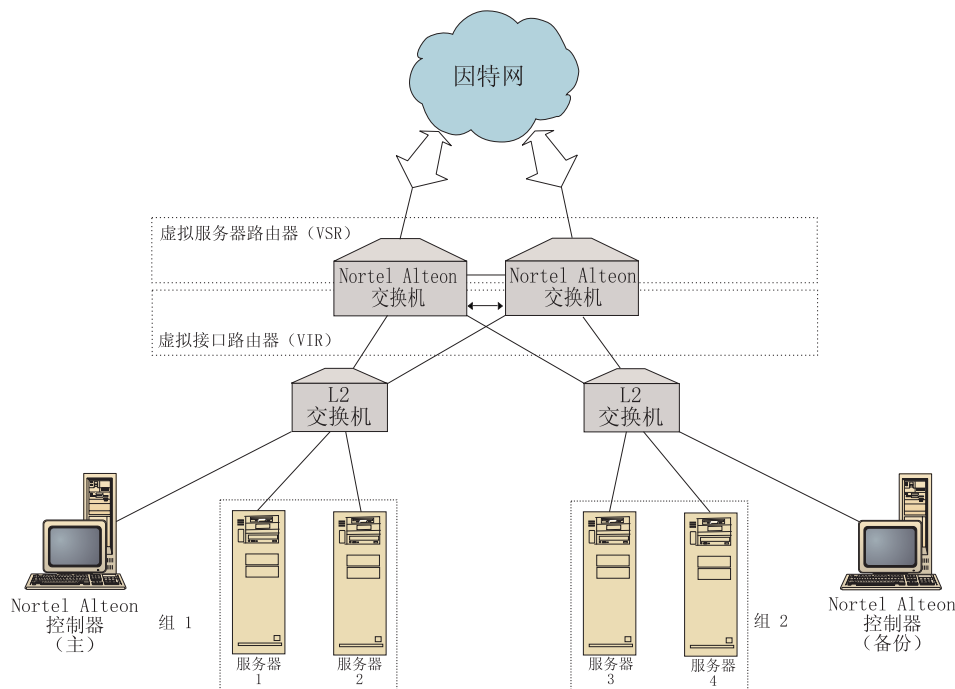 因特网
虚拟服务器路由器（VSR）
Nortel Alteon
交换机
Nortel Alteon
交换机
虚拟接口路由器（VIR）
L2
交换机
L2
交换机
Nortel Alteon
控制器
（主）
组 1
服务器
1
服务器
2
服务器
3
服务器
4
组 2
Nortel Alteon
控制器
（备份）